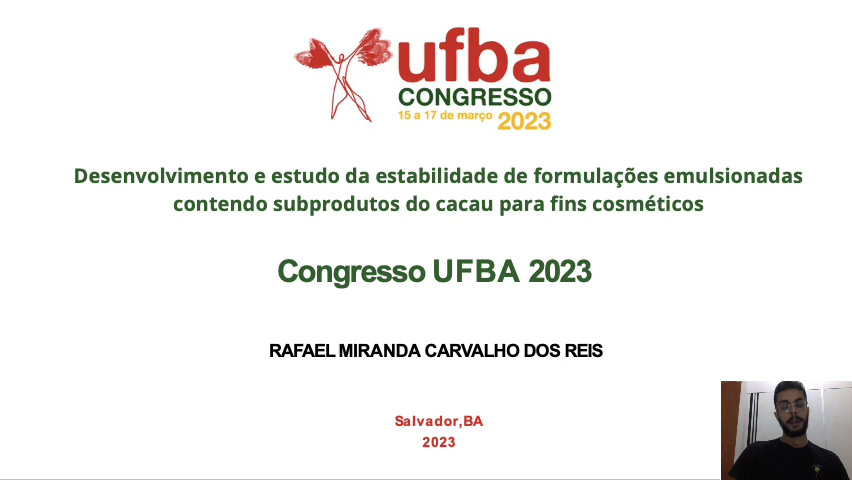 ufba
CONGRESSO
15 a 17 de março 2023
Desenvolvimento e estudo da estabilidade de formulações emulsionadas
contendo subprodutos do cacau para fins cosméticos
Congresso UFBA 2023
RAFAEL MIRANDA CARVALHO DOS REIS
Salvador,BA
2023